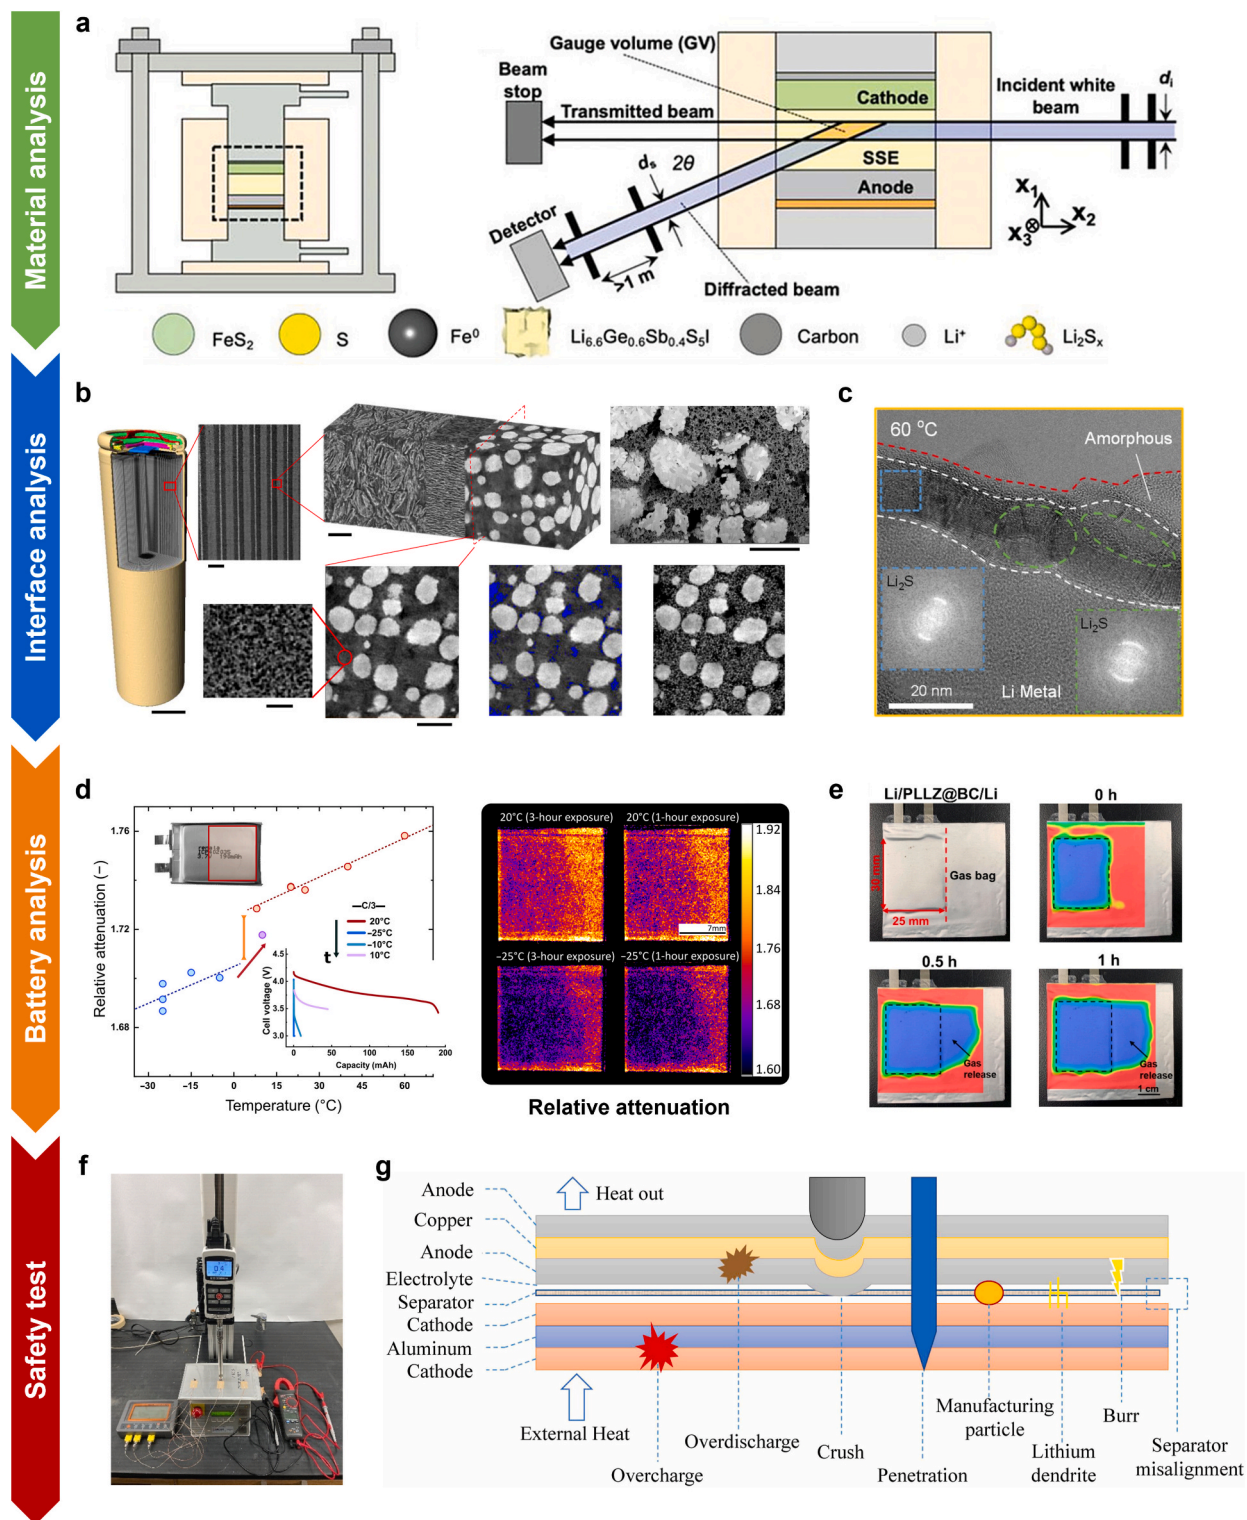 Material analysis
Interface analysis
Battery analysis
Safety test
a
Gauge volume (GV)
Beam
stop
Transmitted beam
Cathode
Incident white
beam
dᵢ
dₛ
2θ
SSE
Anode
Detector
>1 m
Diffracted beam
X₁
X₂
X₃
FeS₂
S
Fe⁰
Li₆.₆Ge₀.₆Sb₀.₄S₅I
Carbon
Li⁺
Li₂Sₓ
b
c
60 °C
Amorphous
Li₂S
Li₂S
20 nm
Li Metal
d
Relative attenuation (–)
1.76
1.72
1.68
–35
–15
0
15
35
60
Temperature (°C)
—C/3—
20°C
–25°C
–10°C
10°C
t
Cell voltage (V)
4.5
4.0
3.5
3.0
0
50
100
150
200
Capacity (mAh)
20°C (3-hour exposure)
20°C (1-hour exposure)
7mm
–25°C (3-hour exposure)
–25°C (1-hour exposure)
1.92
1.84
1.76
1.68
1.60
Relative attenuation
e
Li/PLLZ@BC/Li
30 mm
25 mm
Gas bag
0 h
0.5 h
Gas
release
1 h
Gas
release
1 cm
f
g
Anode
Copper
Anode
Electrolyte
Separator
Cathode
Aluminum
Cathode
Heat out
External Heat
Overcharge
Overdischarge
Crush
Penetration
Manufacturing
particle
Lithium
dendrite
Burr
Separator
misalignment